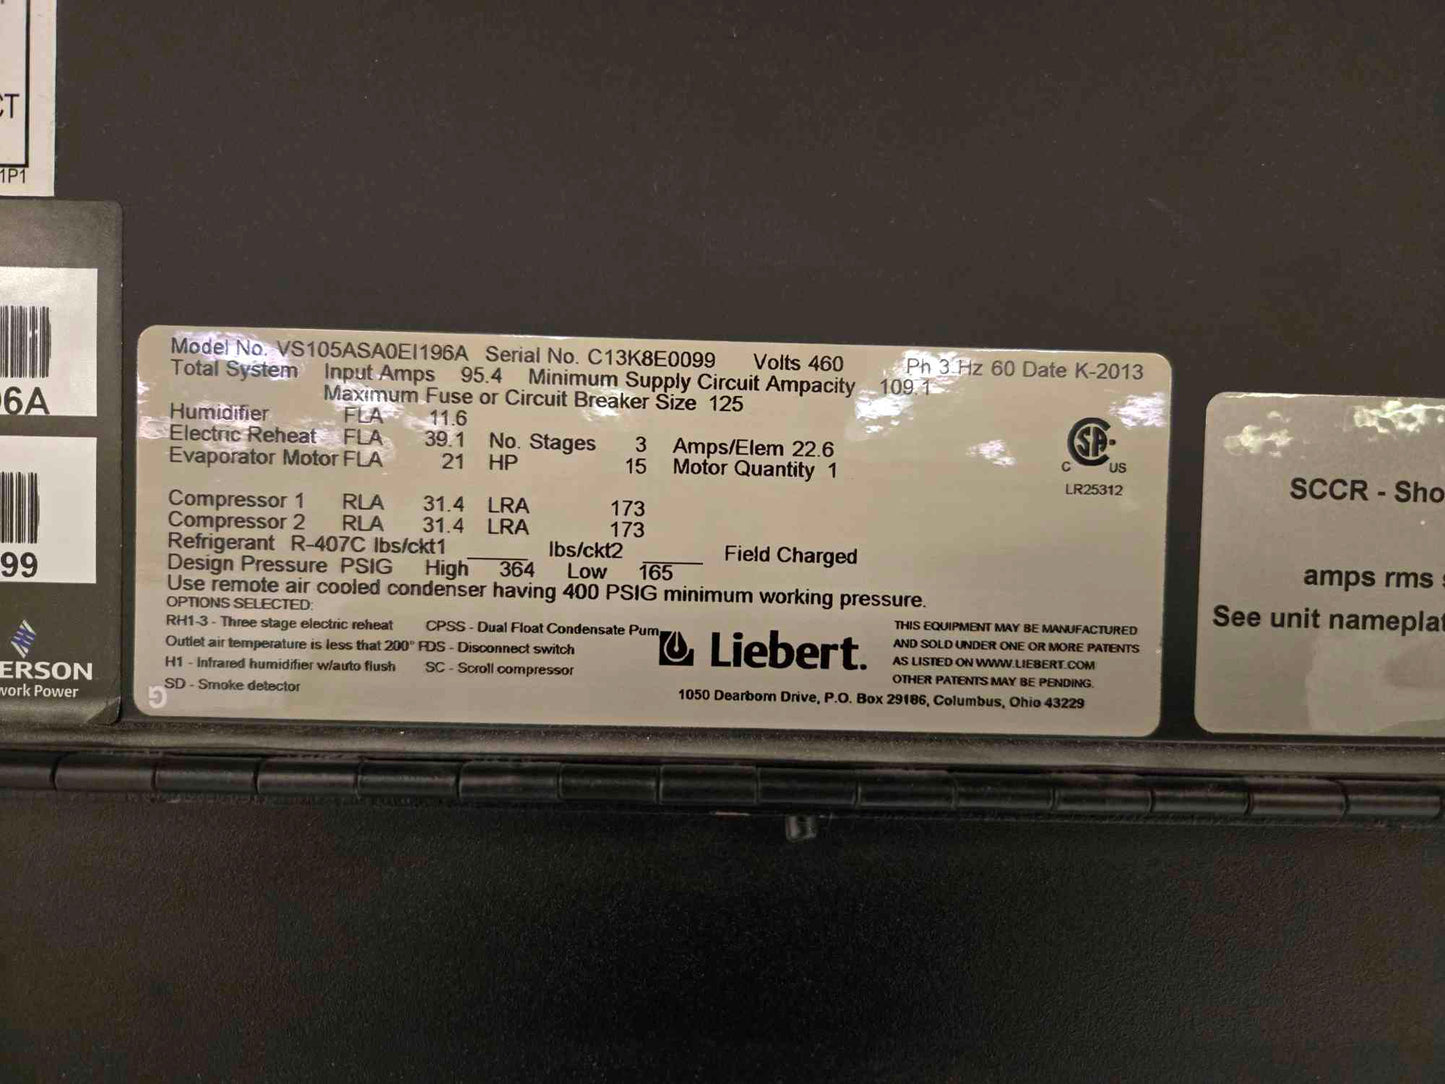 CT
1P1
96A
99
ERSON
work Power
Model No. VS105ASA0EI196A Serial No. C13K8E0099 Volts 460 Ph 3 Hz 60 Date K-2013
Total System Input Amps 95.4 Minimum Supply Circuit Ampacity 109.1
Maximum Fuse or Circuit Breaker Size 125
Humidifier FLA 11.6
Electric Reheat FLA 39.1 No. Stages 3 Amps/Elem 22.6
Evaporator Motor FLA 21 HP 15 Motor Quantity 1
Compressor 1 RLA 31.4 LRA 173
Compressor 2 RLA 31.4 LRA 173
Refrigerant R-407C lbs/ckt1 ______ lbs/ckt2 ______ Field Charged
Design Pressure PSIG High 364 Low 165
Use remote air cooled condenser having 400 PSIG minimum working pressure.
OPTIONS SELECTED:
RH1-3 - Three stage electric reheat CPSS - Dual Float Condensate Pum
Outlet air temperature is less that 200° F DS - Disconnect switch
H1 - Infrared humidifier w/auto flush SC - Scroll compressor
SD - Smoke detector
SA
C US
LR25312
Liebert.
THIS EQUIPMENT MAY BE MANUFACTURED
AND SOLD UNDER ONE OR MORE PATENTS
AS LISTED ON WWW.LIEBERT.COM
OTHER PATENTS MAY BE PENDING.
1050 Dearborn Drive, P.O. Box 29186, Columbus, Ohio 43229
SCCR - Sho
amps rms s
See unit nameplat